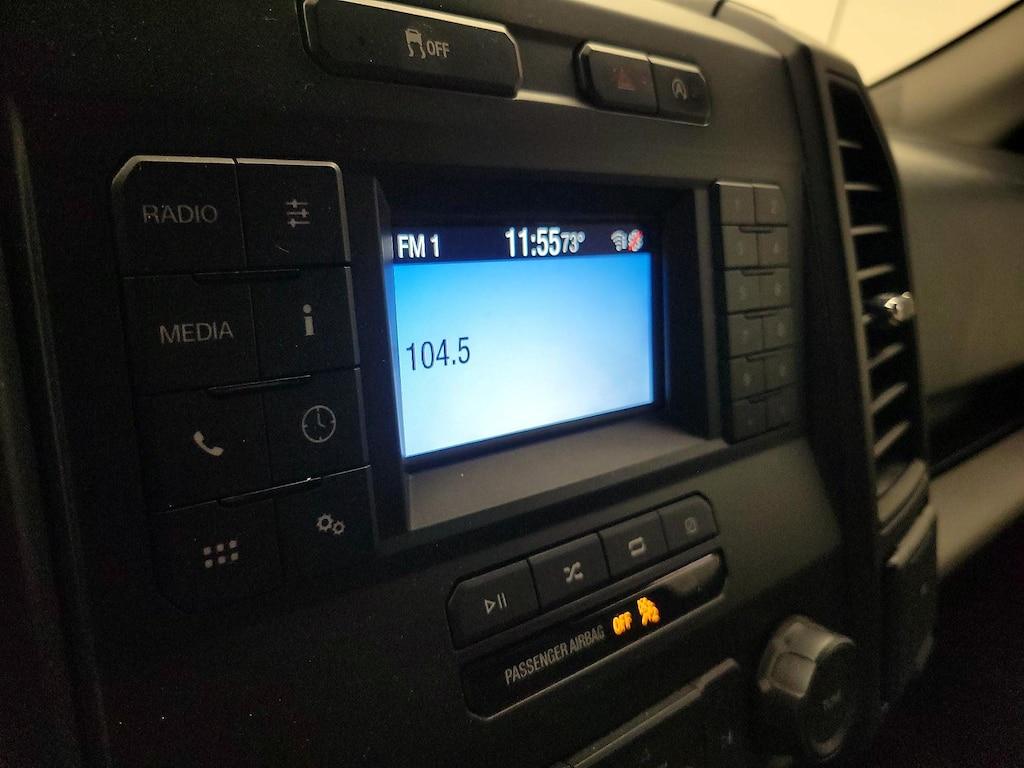 OFF
RADIO
FM 1 11:55 73°
MEDIA
104.5
PASSENGER AIRBAG OFF